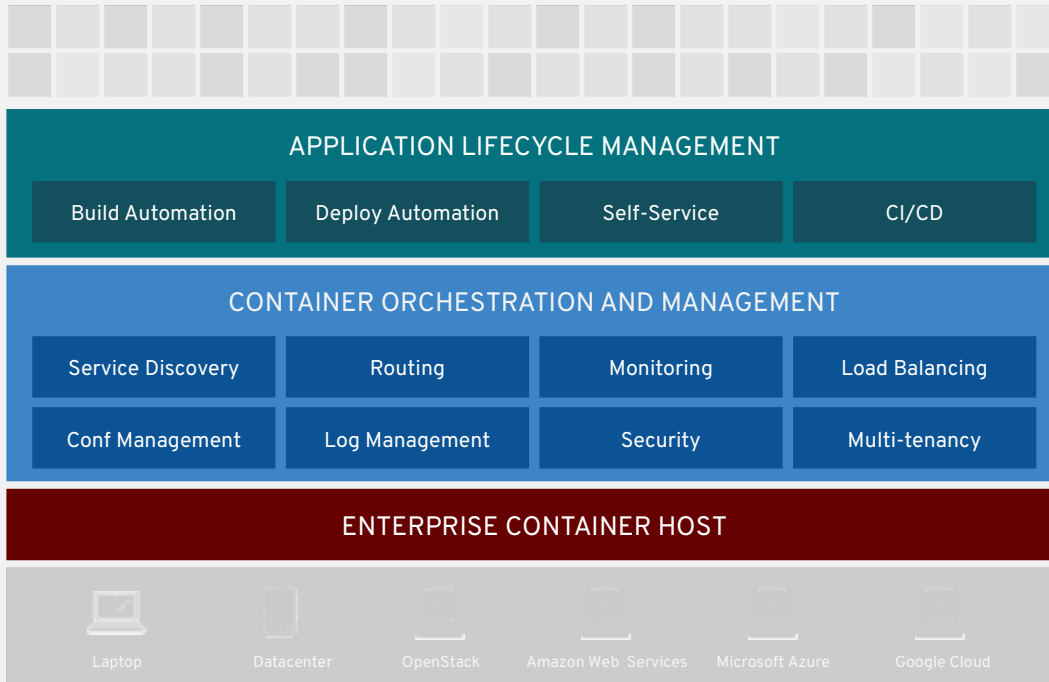 APPLICATION LIFECYCLE MANAGEMENT
Build Automation Deploy Automation Self-Service CI/CD
CONTAINER ORCHESTRATION AND MANAGEMENT
Service Discovery Routing Monitoring Load Balancing
Conf Management Log Management Security Multi-tenancy
ENTERPRISE CONTAINER HOST
Laptop Datacenter OpenStack Amazon Web Services Microsoft Azure Google Cloud